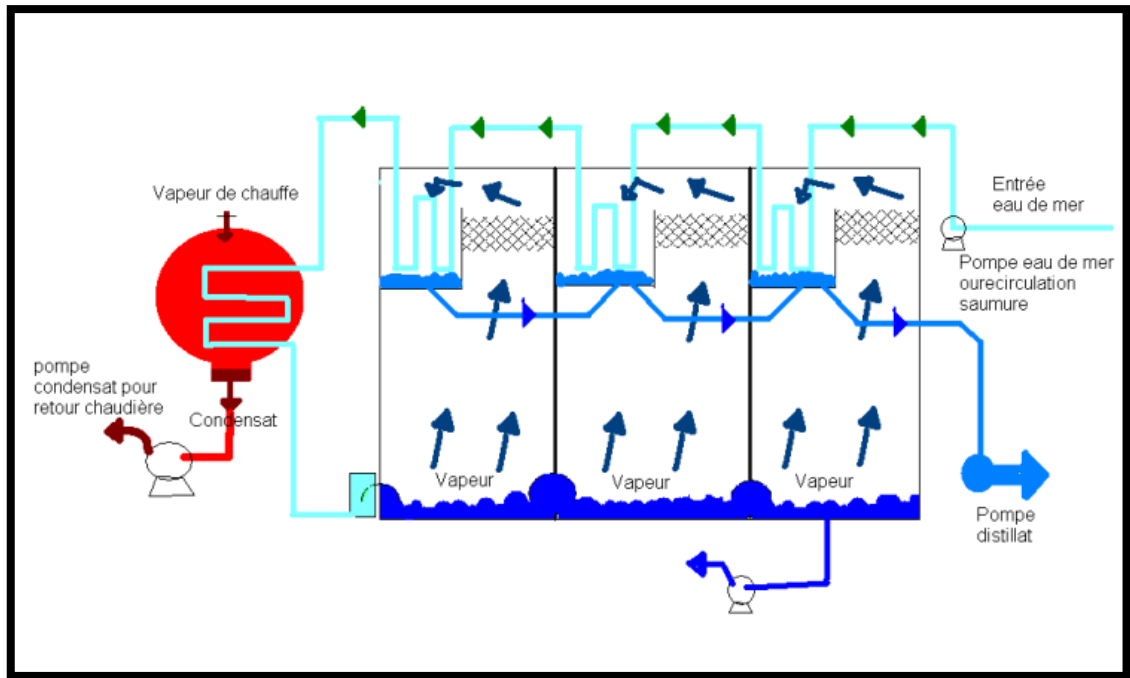 Vapeur de chauffe
Entrée
eau de mer
Pompe eau de mer
ourecirculation
saumure
pompe
condensat pour
retour chaudière
Condensat
Vapeur
Vapeur
Vapeur
Pompe
distillat